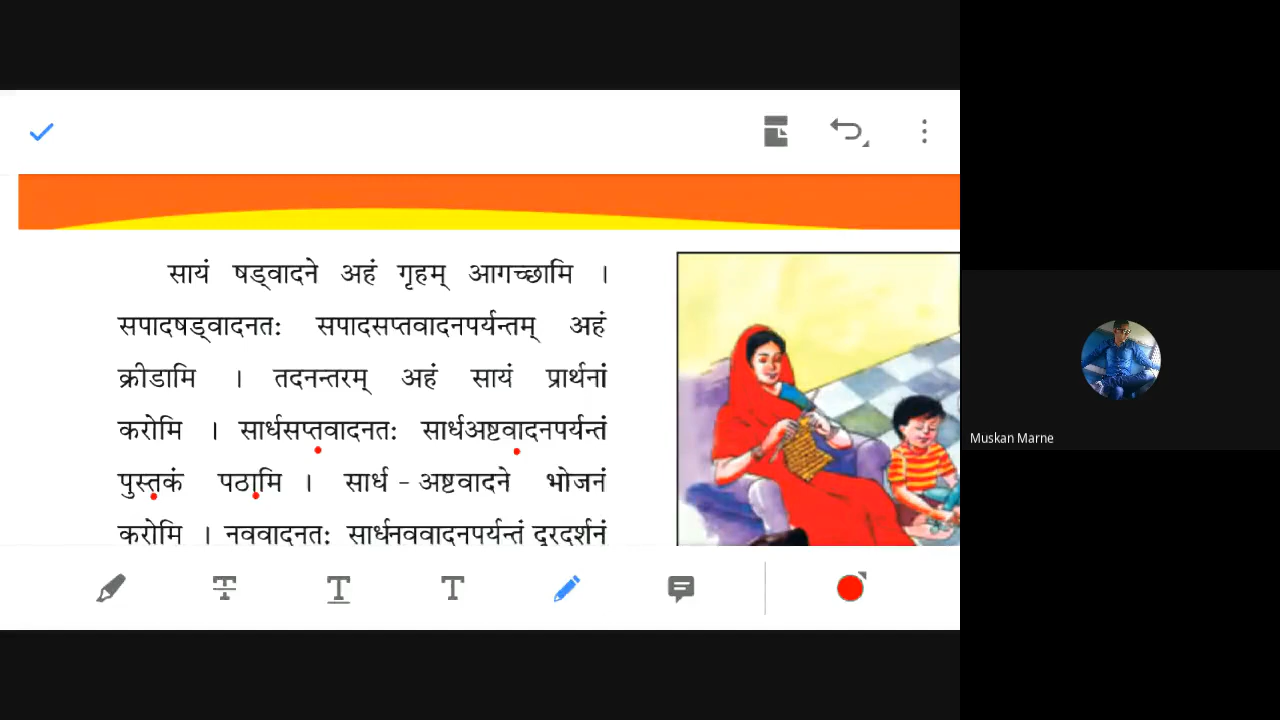 सायं षड्वादने अहं गृहम् आगच्छामि ।
सपादषड्वादनतः सपादसप्तवादनपर्यन्तम् अहं
क्रीडामि । तदनन्तरम् अहं सायं प्रार्थनां
करोमि । सार्धसप्तवादनतः सार्धअष्टवादनपर्यन्तं
पुस्तकं पठामि । सार्ध - अष्टवादने भोजनं
करोमि । नववादनतः सार्धनववादनपर्यन्तं दूरदर्शनं
Muskan Marne